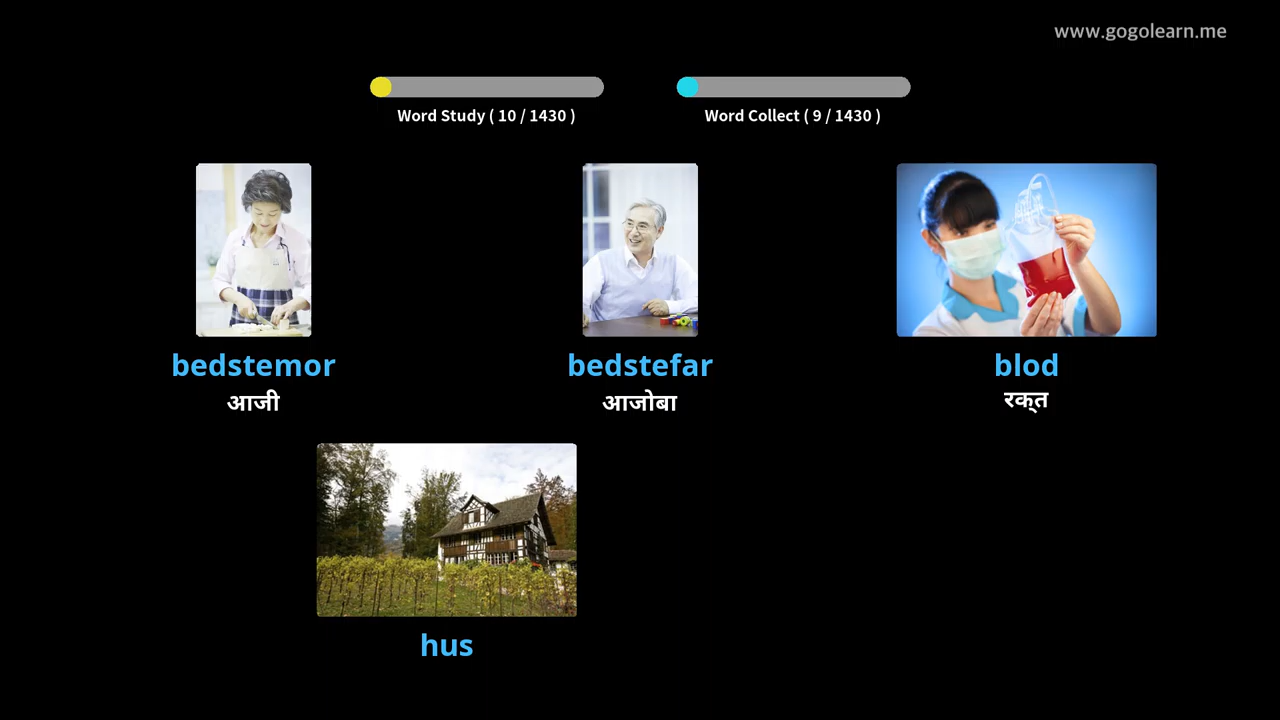 www.gogolearn.me
Word Study ( 10 / 1430 )
Word Collect ( 9 / 1430 )
bedstemor
आजी
bedstefar
आजोबा
blod
रक्त
hus